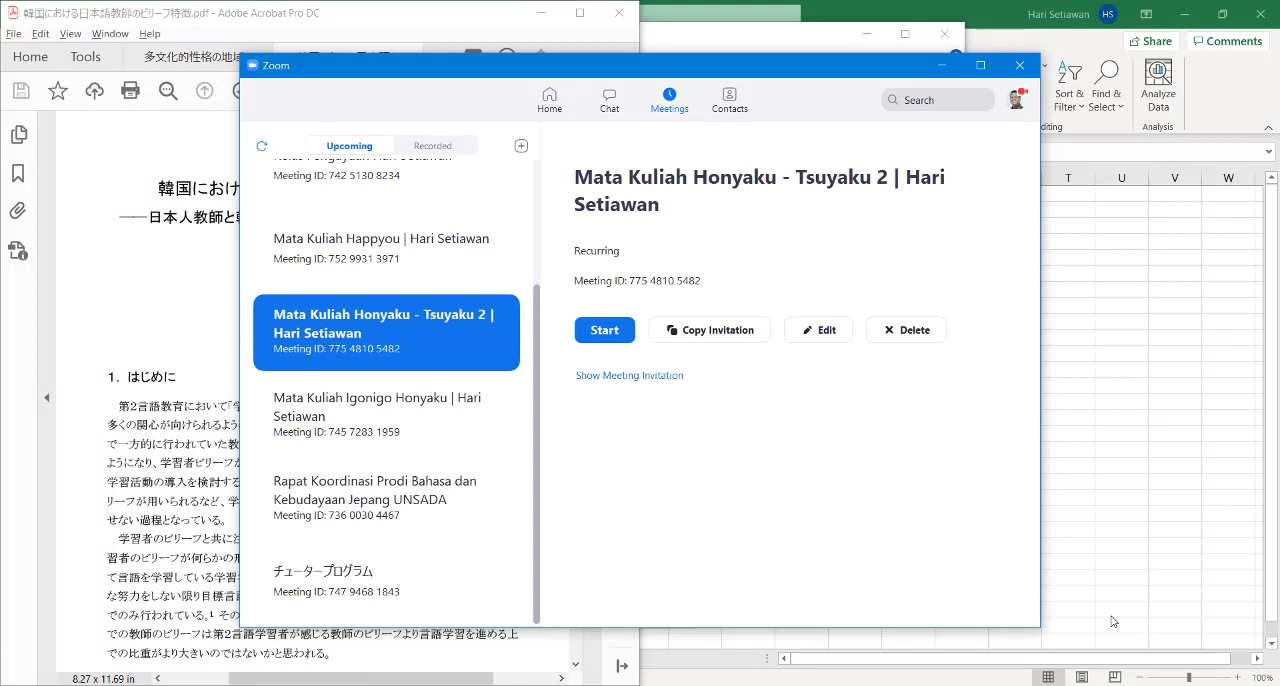 韓国における日本語教師のビリーフ特徴.pdf - Adobe Acrobat Pro DC
File Edit View Window Help
Home Tools
多文化的性格の地
韓国にお
——日本人教師と
1. はじめに
第2言語教育において「学
多くの関心が向けられるよう
で一方的に行われていた教
ようになり、学習者ビリーフ
学習活動の導入を検討する
リーフが用いられるなど、学
せない過程となっている。
学習者のビリーフと共に
習者のビリーフが何らかの
て言語を学習している学習
な努力をしない限り目標言
でのみ行われている。¹ その
での教師のビリーフは第2言語学習者が感じる教師のビリーフより言語学習を進める上
での比重がより大きいのではないかと思われる。
8.27 x 11.69 in
Zoom
Home Chat Meetings Contacts
Search
Upcoming Recorded
Meeting ID: 742 5130 8234
Mata Kuliah Happyou | Hari Setiawan
Meeting ID: 752 9931 3971
Mata Kuliah Honyaku - Tsuyaku 2 |
Hari Setiawan
Meeting ID: 775 4810 5482
Mata Kuliah Igonigo Honyaku | Hari
Setiawan
Meeting ID: 745 7283 1959
Rapat Koordinasi Prodi Bahasa dan
Kebudayaan Jepang UNSADA
Meeting ID: 736 0030 4467
チュータープログラム
Meeting ID: 747 9468 1843
Mata Kuliah Honyaku - Tsuyaku 2 | Hari
Setiawan
Recurring
Meeting ID: 775 4810 5482
Start Copy Invitation Edit Delete
Show Meeting Invitation
Hari Setiawan HS
Share Comments
Sort & Filter Find & Select Analyze Data
Analysis
T U V W
100%